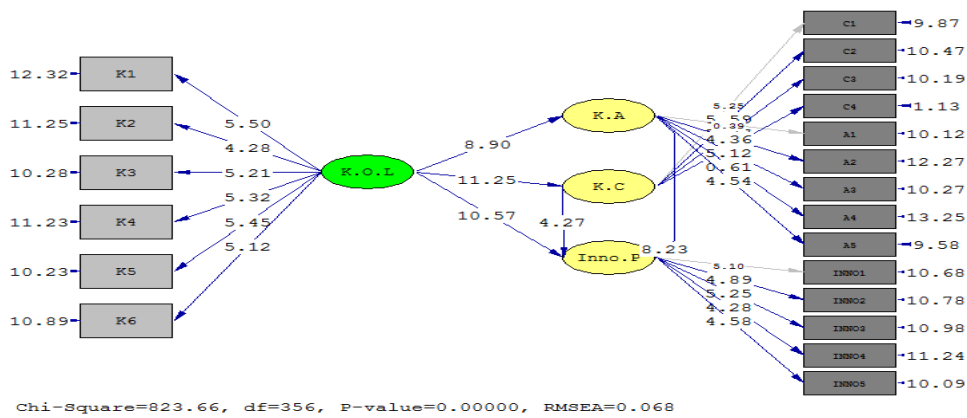 C1
9.87
12.32
K1
C2
10.47
C3
10.19
11.25
K2
5.50
K.A
5.25
5.59
-0.39
C4
1.13
4.28
8.90
4.36
A1
10.12
10.28
K3
5.21
K.O.L
5.12
A2
12.27
11.25
K.C
0.61
A3
10.27
11.23
K4
5.32
10.57
4.54
A4
13.25
5.45
4.27
A5
9.58
10.23
K5
5.12
Inno.P
8.23
5.10
INNO1
10.68
4.89
INNO2
10.78
10.89
K6
5.25
INNO3
10.98
4.28
INNO4
11.24
4.58
INNO5
10.09
Chi-Square=823.66, df=356, P-value=0.00000, RMSEA=0.068